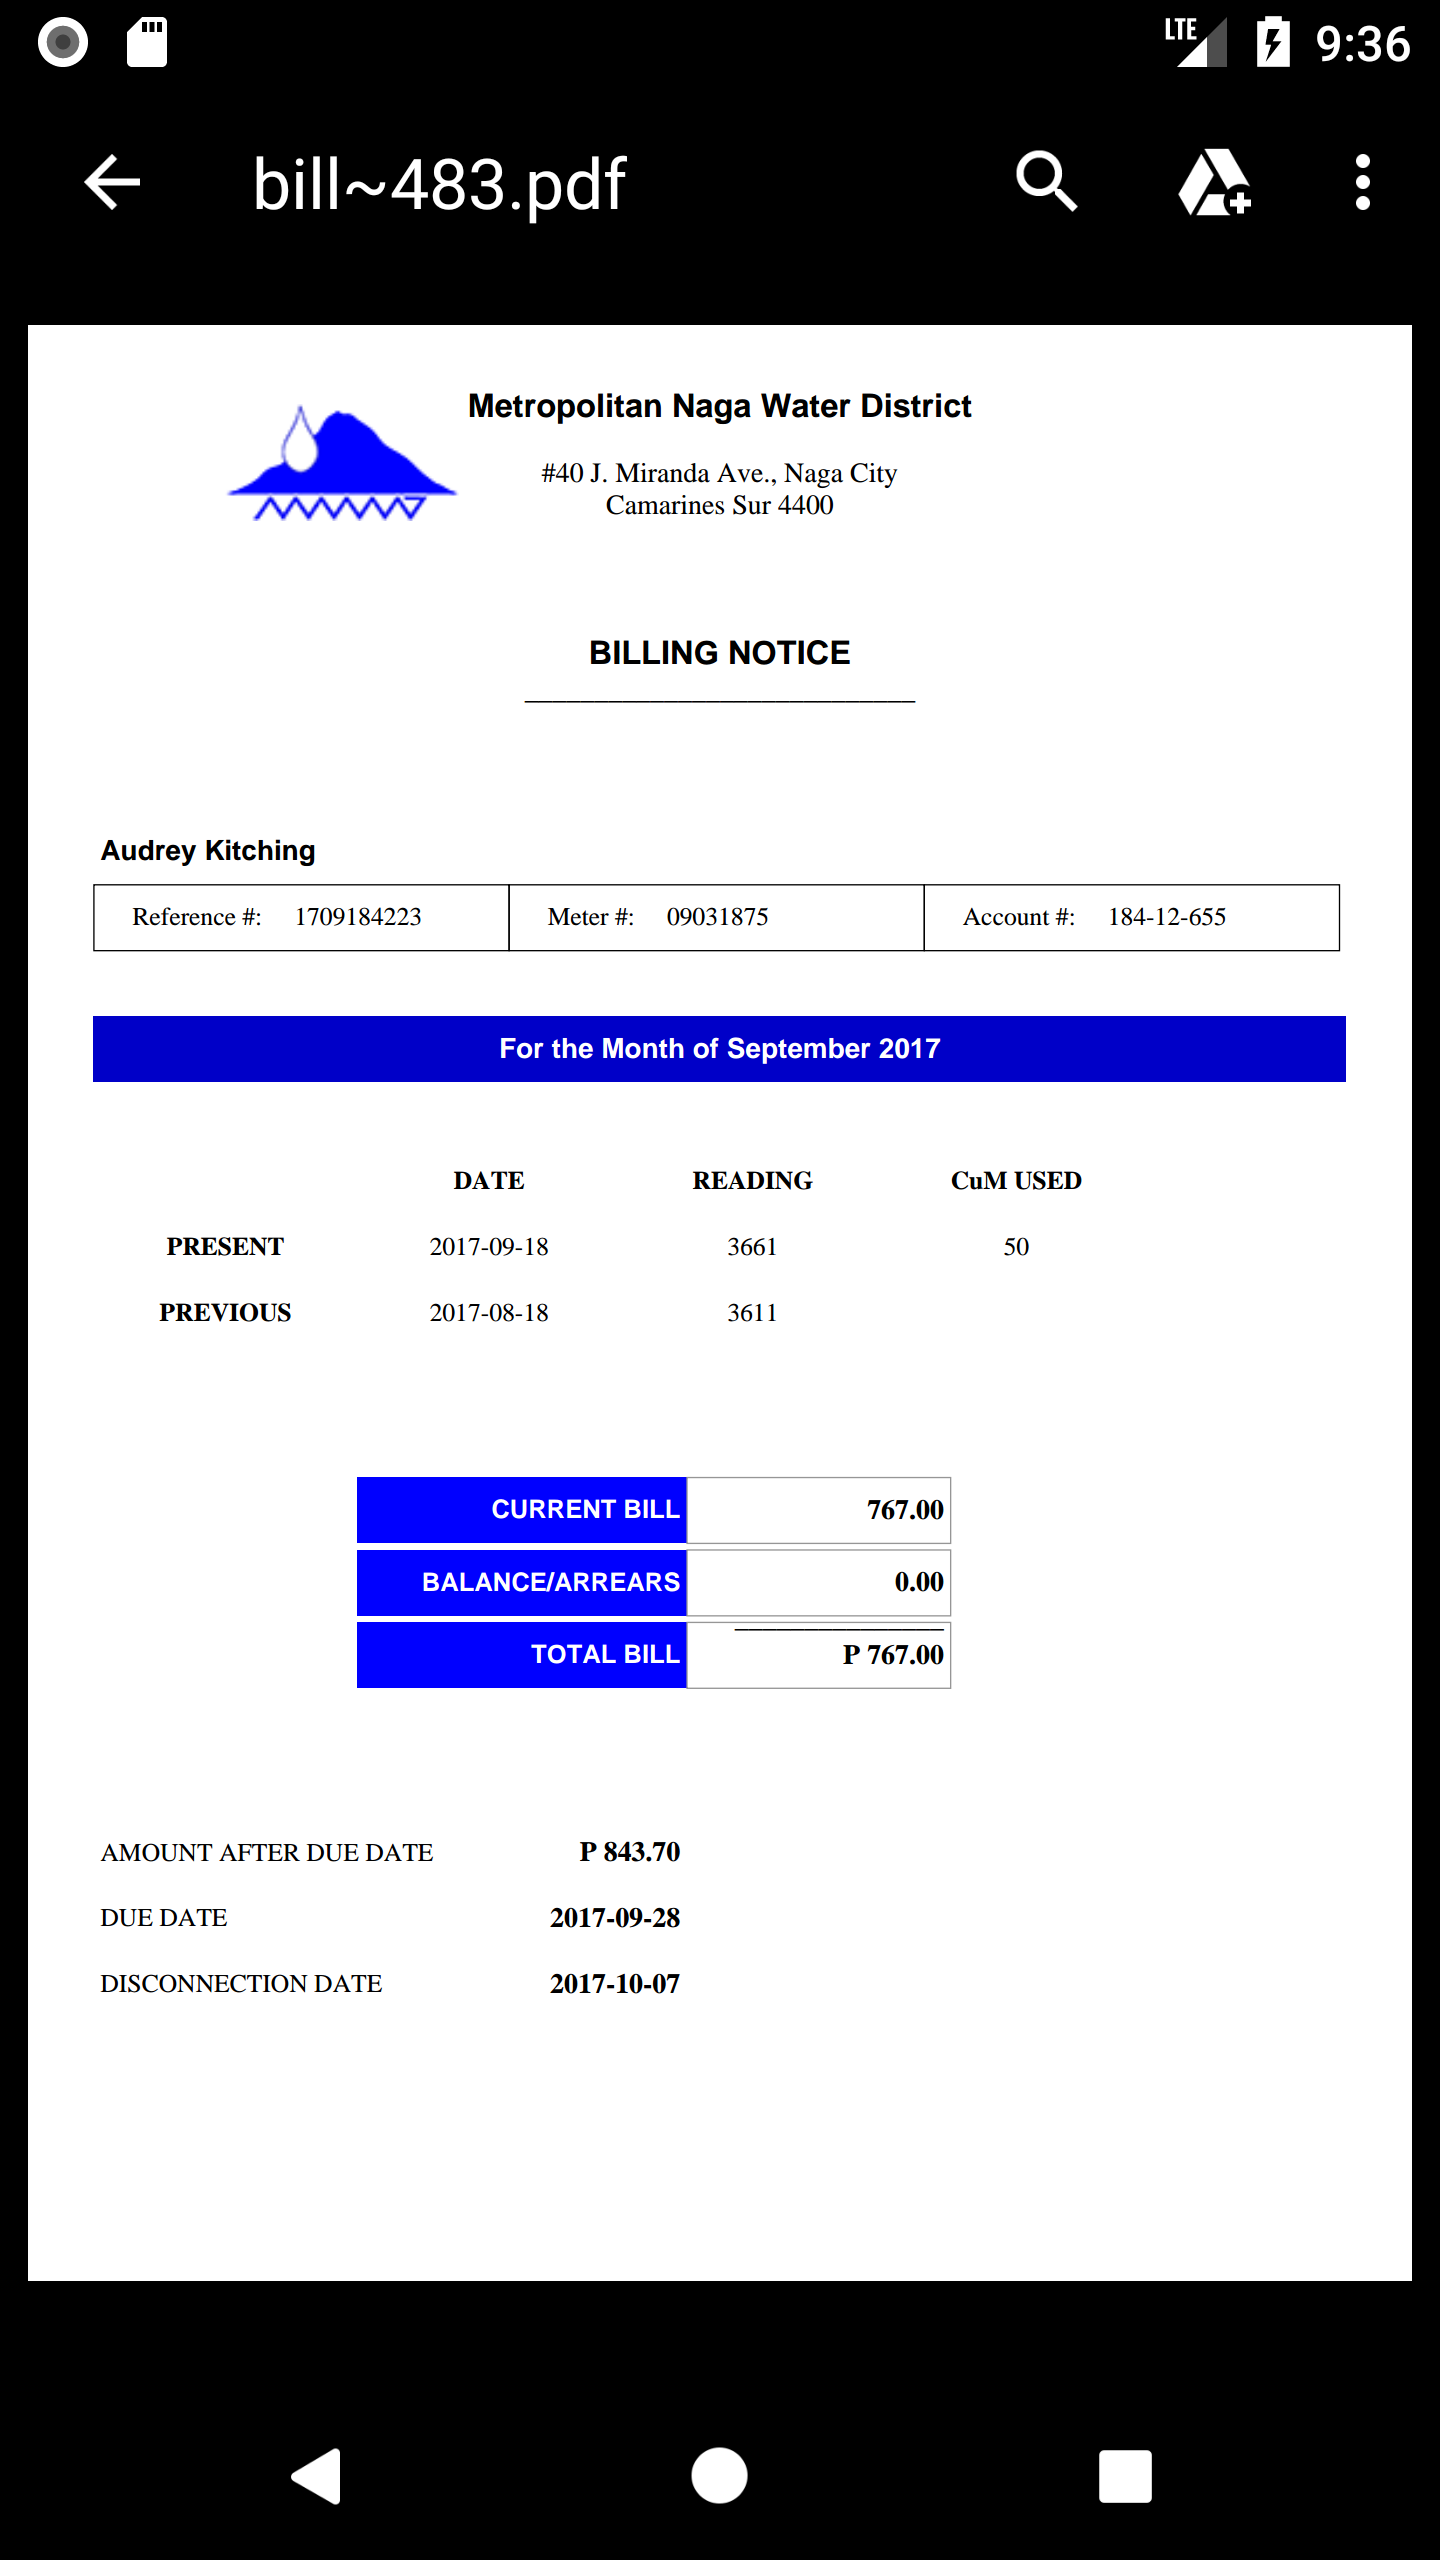 LTE 9:36
bill~483.pdf
Metropolitan Naga Water District
#40 J. Miranda Ave., Naga City
Camarines Sur 4400
BILLING NOTICE
Audrey Kitching
Reference #: 1709184223 Meter #: 09031875 Account #: 184-12-655
For the Month of September 2017
DATE READING CuM USED
PRESENT 2017-09-18 3661 50
PREVIOUS 2017-08-18 3611
CURRENT BILL 767.00
BALANCE/ARREARS 0.00
TOTAL BILL P 767.00
AMOUNT AFTER DUE DATE P 843.70
DUE DATE 2017-09-28
DISCONNECTION DATE 2017-10-07